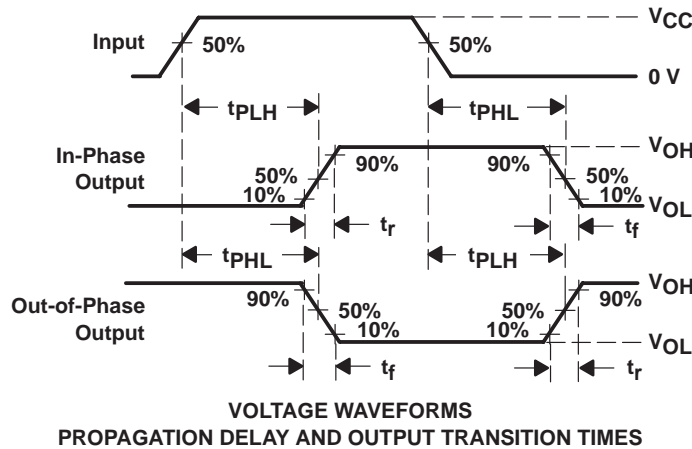 VCC
Input
50%
50%
0 V
tPLH
tPHL
In-Phase
Output
VOH
90%
90%
50%
50%
10%
10%
VOL
tr
tf
tPHL
tPLH
Out-of-Phase
Output
VOH
90%
90%
50%
50%
10%
10%
VOL
tf
tr
VOLTAGE WAVEFORMS
PROPAGATION DELAY AND OUTPUT TRANSITION TIMES